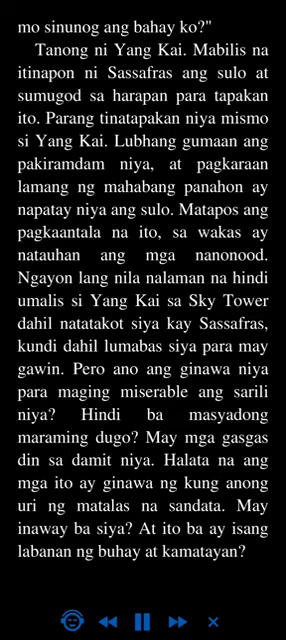 mo sinunog ang bahay ko?"
Tanong ni Yang Kai. Mabilis na
itinapon ni Sassafras ang sulo at
sumugod sa harapan para tapakan
ito. Parang tinatapakan niya mismo
si Yang Kai. Lubhang gumaan ang
pakiramdam niya, at pagkaraan
lamang ng mahabang panahon ay
napatay niya ang sulo. Matapos ang
pagkaantala na ito, sa wakas ay
natauhan ang mga nanonood.
Ngayon lang nila nalaman na hindi
umalis si Yang Kai sa Sky Tower
dahil natatakot siya kay Sassafras,
kundi dahil lumabas siya para may
gawin. Pero ano ang ginawa niya
para maging miserable ang sarili
niya? Hindi ba masyadong
maraming dugo? May mga gasgas
din sa damit niya. Halata na ang
mga ito ay ginawa ng kung anong
uri ng matalas na sandata. May
inaway ba siya? At ito ba ay isang
labanan ng buhay at kamatayan?